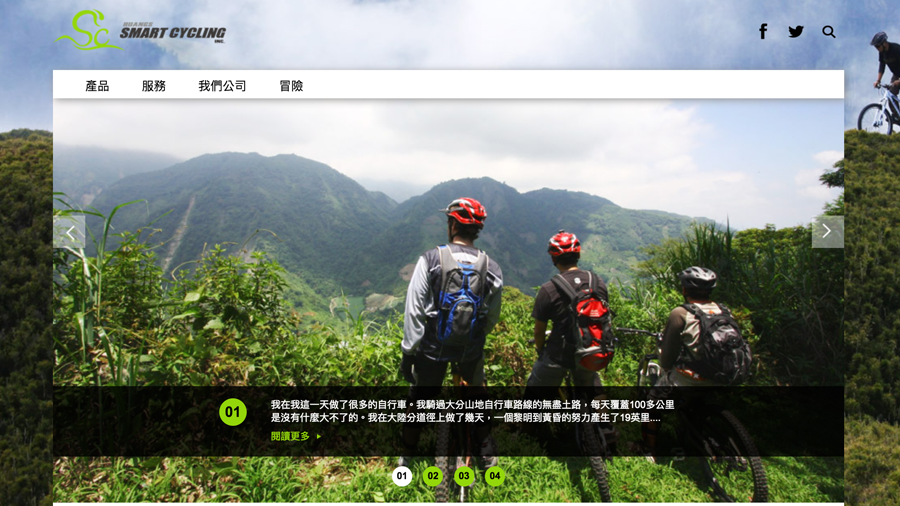 SMART CYCLING
INC.
產品
服務
我們公司
冒險
01
我在我這一天做了很多的自行車。我騎過大分山地自行車路線的無盡土路，每天覆蓋100多公里
是沒有什麼大不了的。我在大陸分道徑上做了幾天，一個黎明到黃昏的努力產生了19英里....
閱讀更多
01
02
03
04